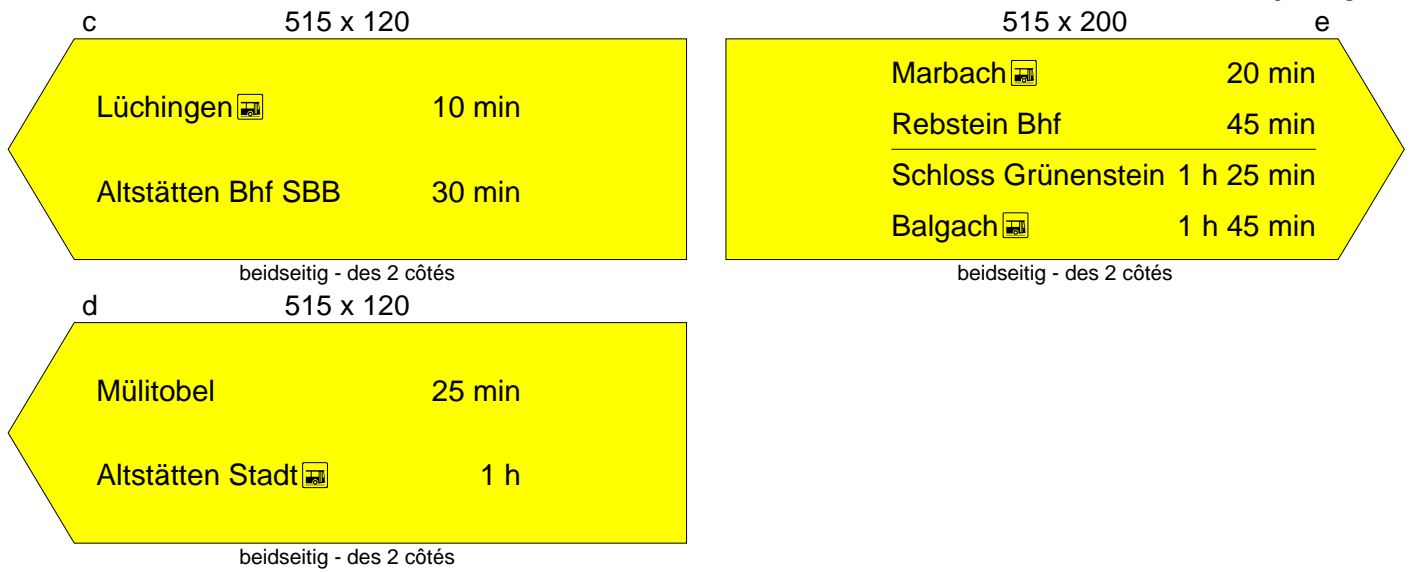 c 515 x 120
Lüchingen 10 min
Altstätten Bhf SBB 30 min
beidseitig - des 2 côtés
515 x 200 e
Marbach 20 min
Rebstein Bhf 45 min
Schloss Grünenstein 1 h 25 min
Balgach 1 h 45 min
beidseitig - des 2 côtés
d 515 x 120
Mülitobel 25 min
Altstätten Stadt 1 h
beidseitig - des 2 côtés